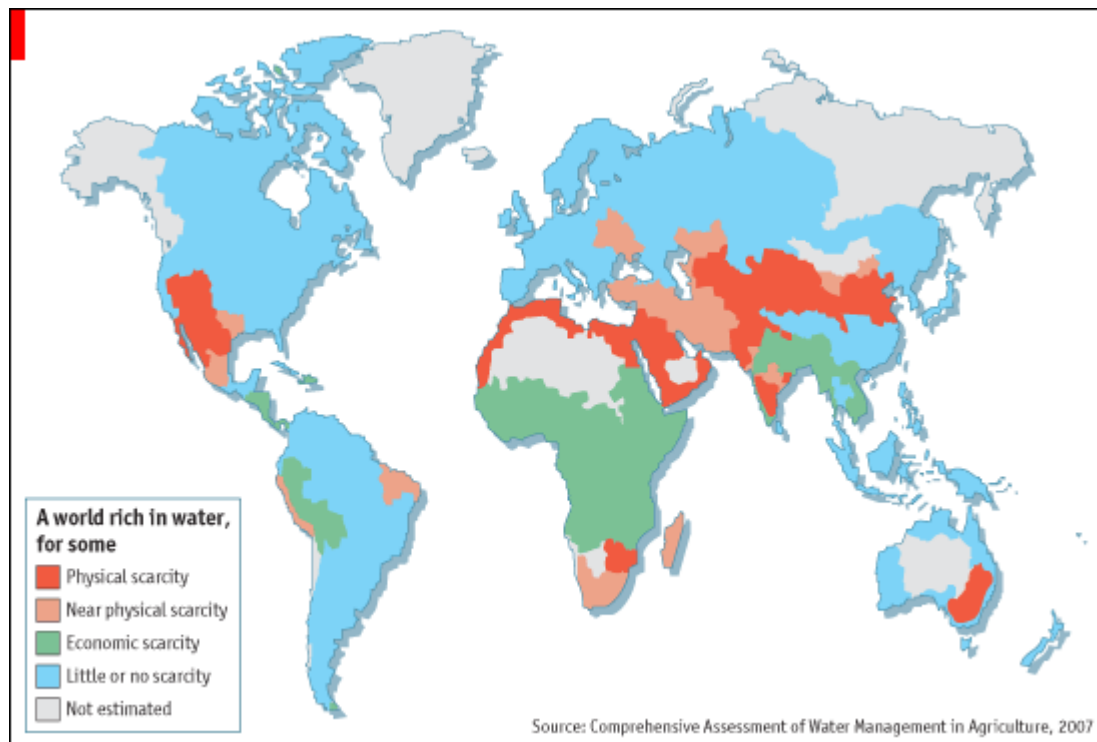 A world rich in water,
for some
Physical scarcity
Near physical scarcity
Economic scarcity
Little or no scarcity
Not estimated
Source: Comprehensive Assessment of Water Management in Agriculture, 2007